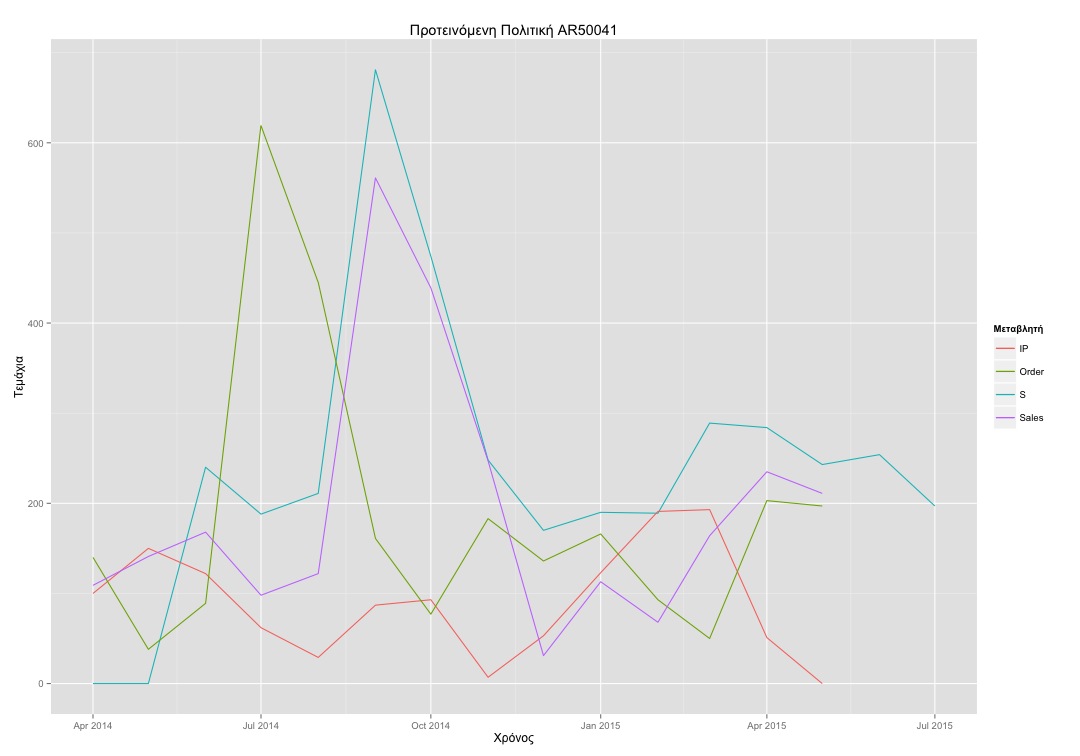 Προτεινόμενη Πολιτική AR50041
600
400
200
0
Τεμάχια
Apr 2014
Jul 2014
Oct 2014
Jan 2015
Apr 2015
Jul 2015
Χρόνος
Μεταβλητή
IP
Order
S
Sales